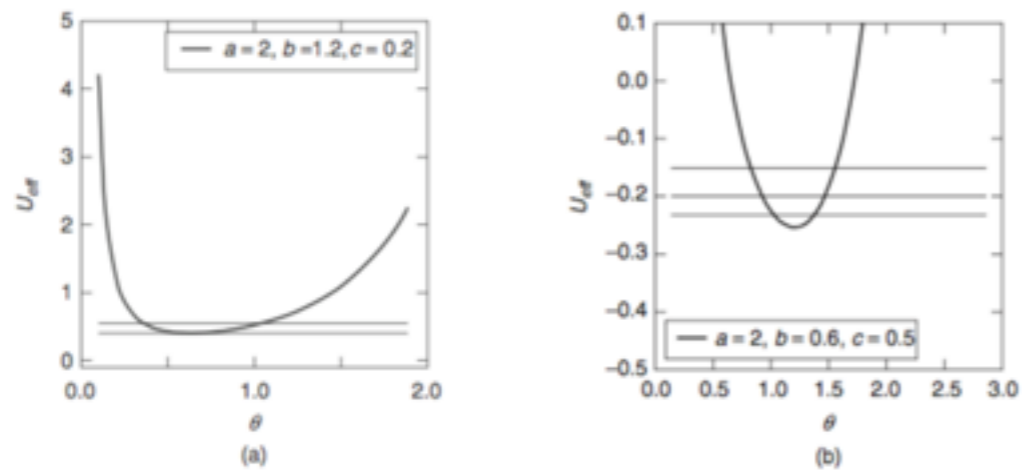 5
4
3
2
1
0
U_eff
a = 2, b =1.2, c = 0.2
0.0 1.0 2.0
θ
(a)
0.1
0.0
−0.1
−0.2
−0.3
−0.4
−0.5
U_eff
a = 2, b = 0.6, c = 0.5
0.0 0.5 1.0 1.5 2.0 2.5 3.0
θ
(b)